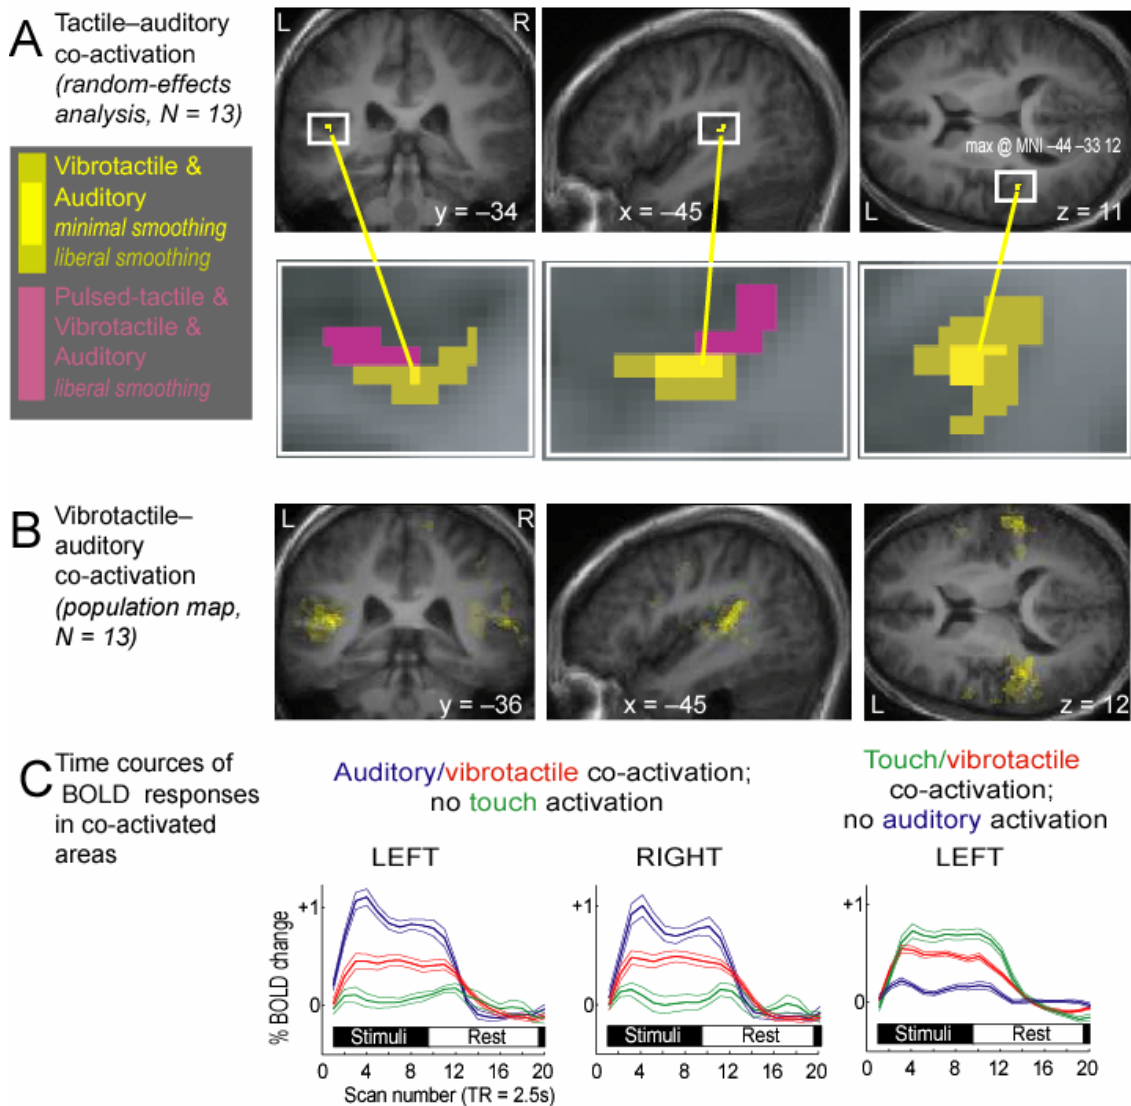 A
Tactile–auditory
co-activation
(random-effects
analysis, N = 13)
Vibrotactile &
Auditory
minimal smoothing
liberal smoothing
Pulsed-tactile &
Vibrotactile &
Auditory
liberal smoothing
L R
y = –34
x = –45
max @ MNI –44 –33 12
L z = 11
B
Vibrotactile–
auditory
co-activation
(population map,
N = 13)
L R
y = –36
x = –45
L z = 12
C
Time cources of
BOLD responses
in co-activated
areas
Auditory/vibrotactile co-activation;
no touch activation
Touch/vibrotactile
co-activation;
no auditory activation
LEFT
% BOLD change
+1
0
Stimuli Rest
0 4 8 12 16 20
Scan number (TR = 2.5s)
RIGHT
+1
0
Stimuli Rest
0 4 8 12 16 20
LEFT
+1
0
Stimuli Rest
0 4 8 12 16 20